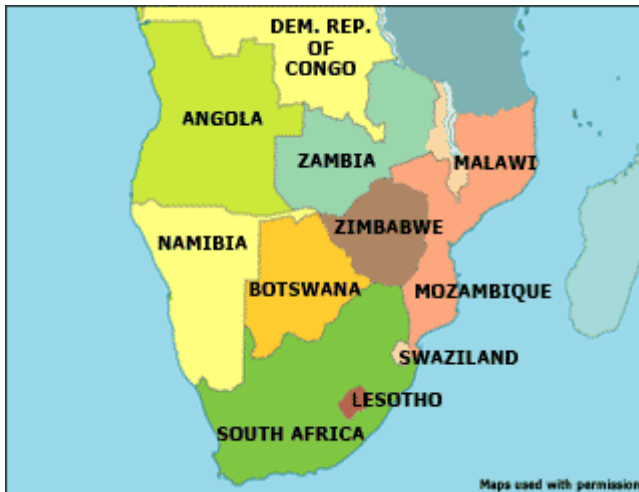 DEM. REP.
OF
CONGO
ANGOLA
ZAMBIA
MALAWI
ZIMBABWE
NAMIBIA
BOTSWANA
MOZAMBIQUE
SWAZILAND
LESOTHO
SOUTH AFRICA
Maps used with permission